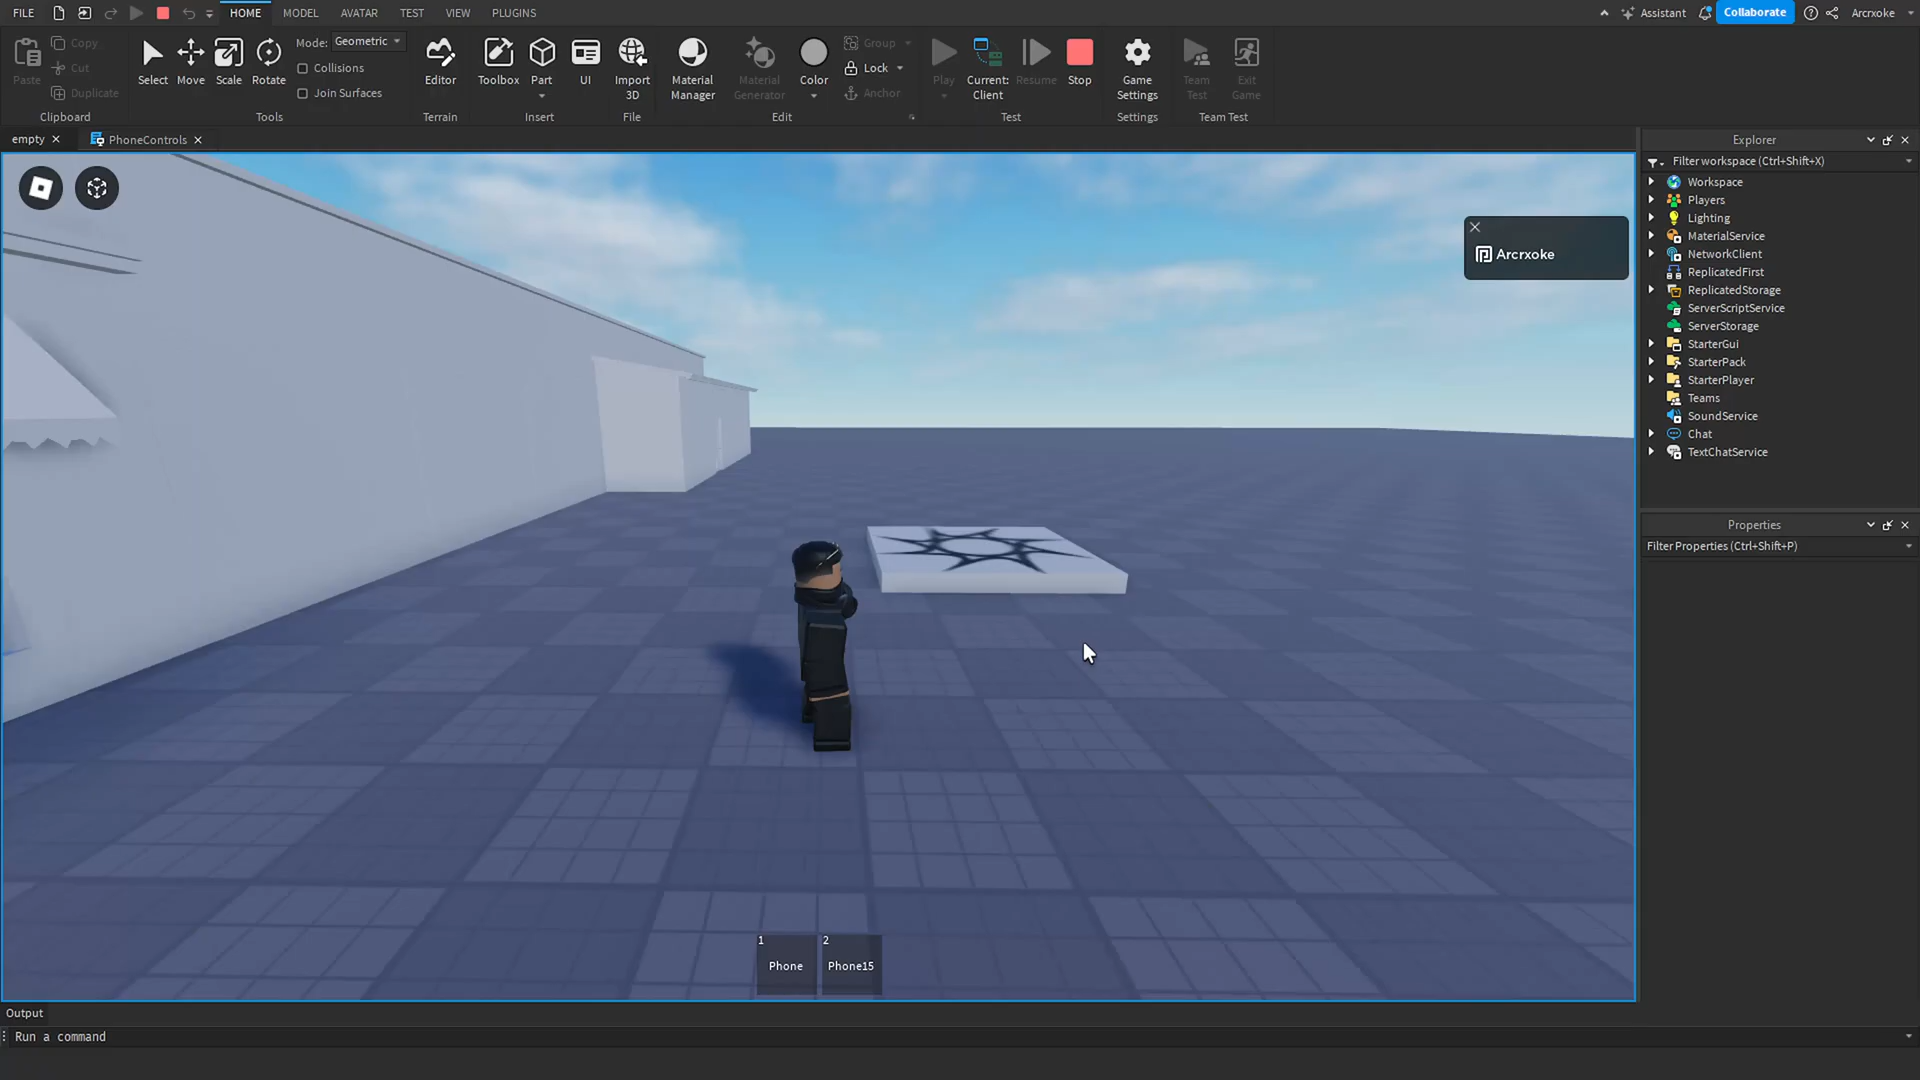 FILE HOME MODEL AVATAR TEST VIEW PLUGINS Assistant Collaborate Arcrxoke
Paste Copy Cut Duplicate
Clipboard
Select Move Scale Rotate Mode: Geometric
Collisions
Join Surfaces
Tools
Editor
Terrain
Toolbox Part UI
Insert
Import
3D
File
Material
Manager
Material
Generator
Color Group
Lock
Anchor
Edit
Play Current:
Client
Resume Stop
Test
Game
Settings
Settings
Team
Test
Exit
Game
Team Test
empty PhoneControls
Arcrxoke
1
Phone
2
Phone15
Explorer
Filter workspace (Ctrl+Shift+X)
Workspace
Players
Lighting
MaterialService
NetworkClient
ReplicatedFirst
ReplicatedStorage
ServerScriptService
ServerStorage
StarterGui
StarterPack
StarterPlayer
Teams
SoundService
Chat
TextChatService
Properties
Filter Properties (Ctrl+Shift+P)
Output
Run a command